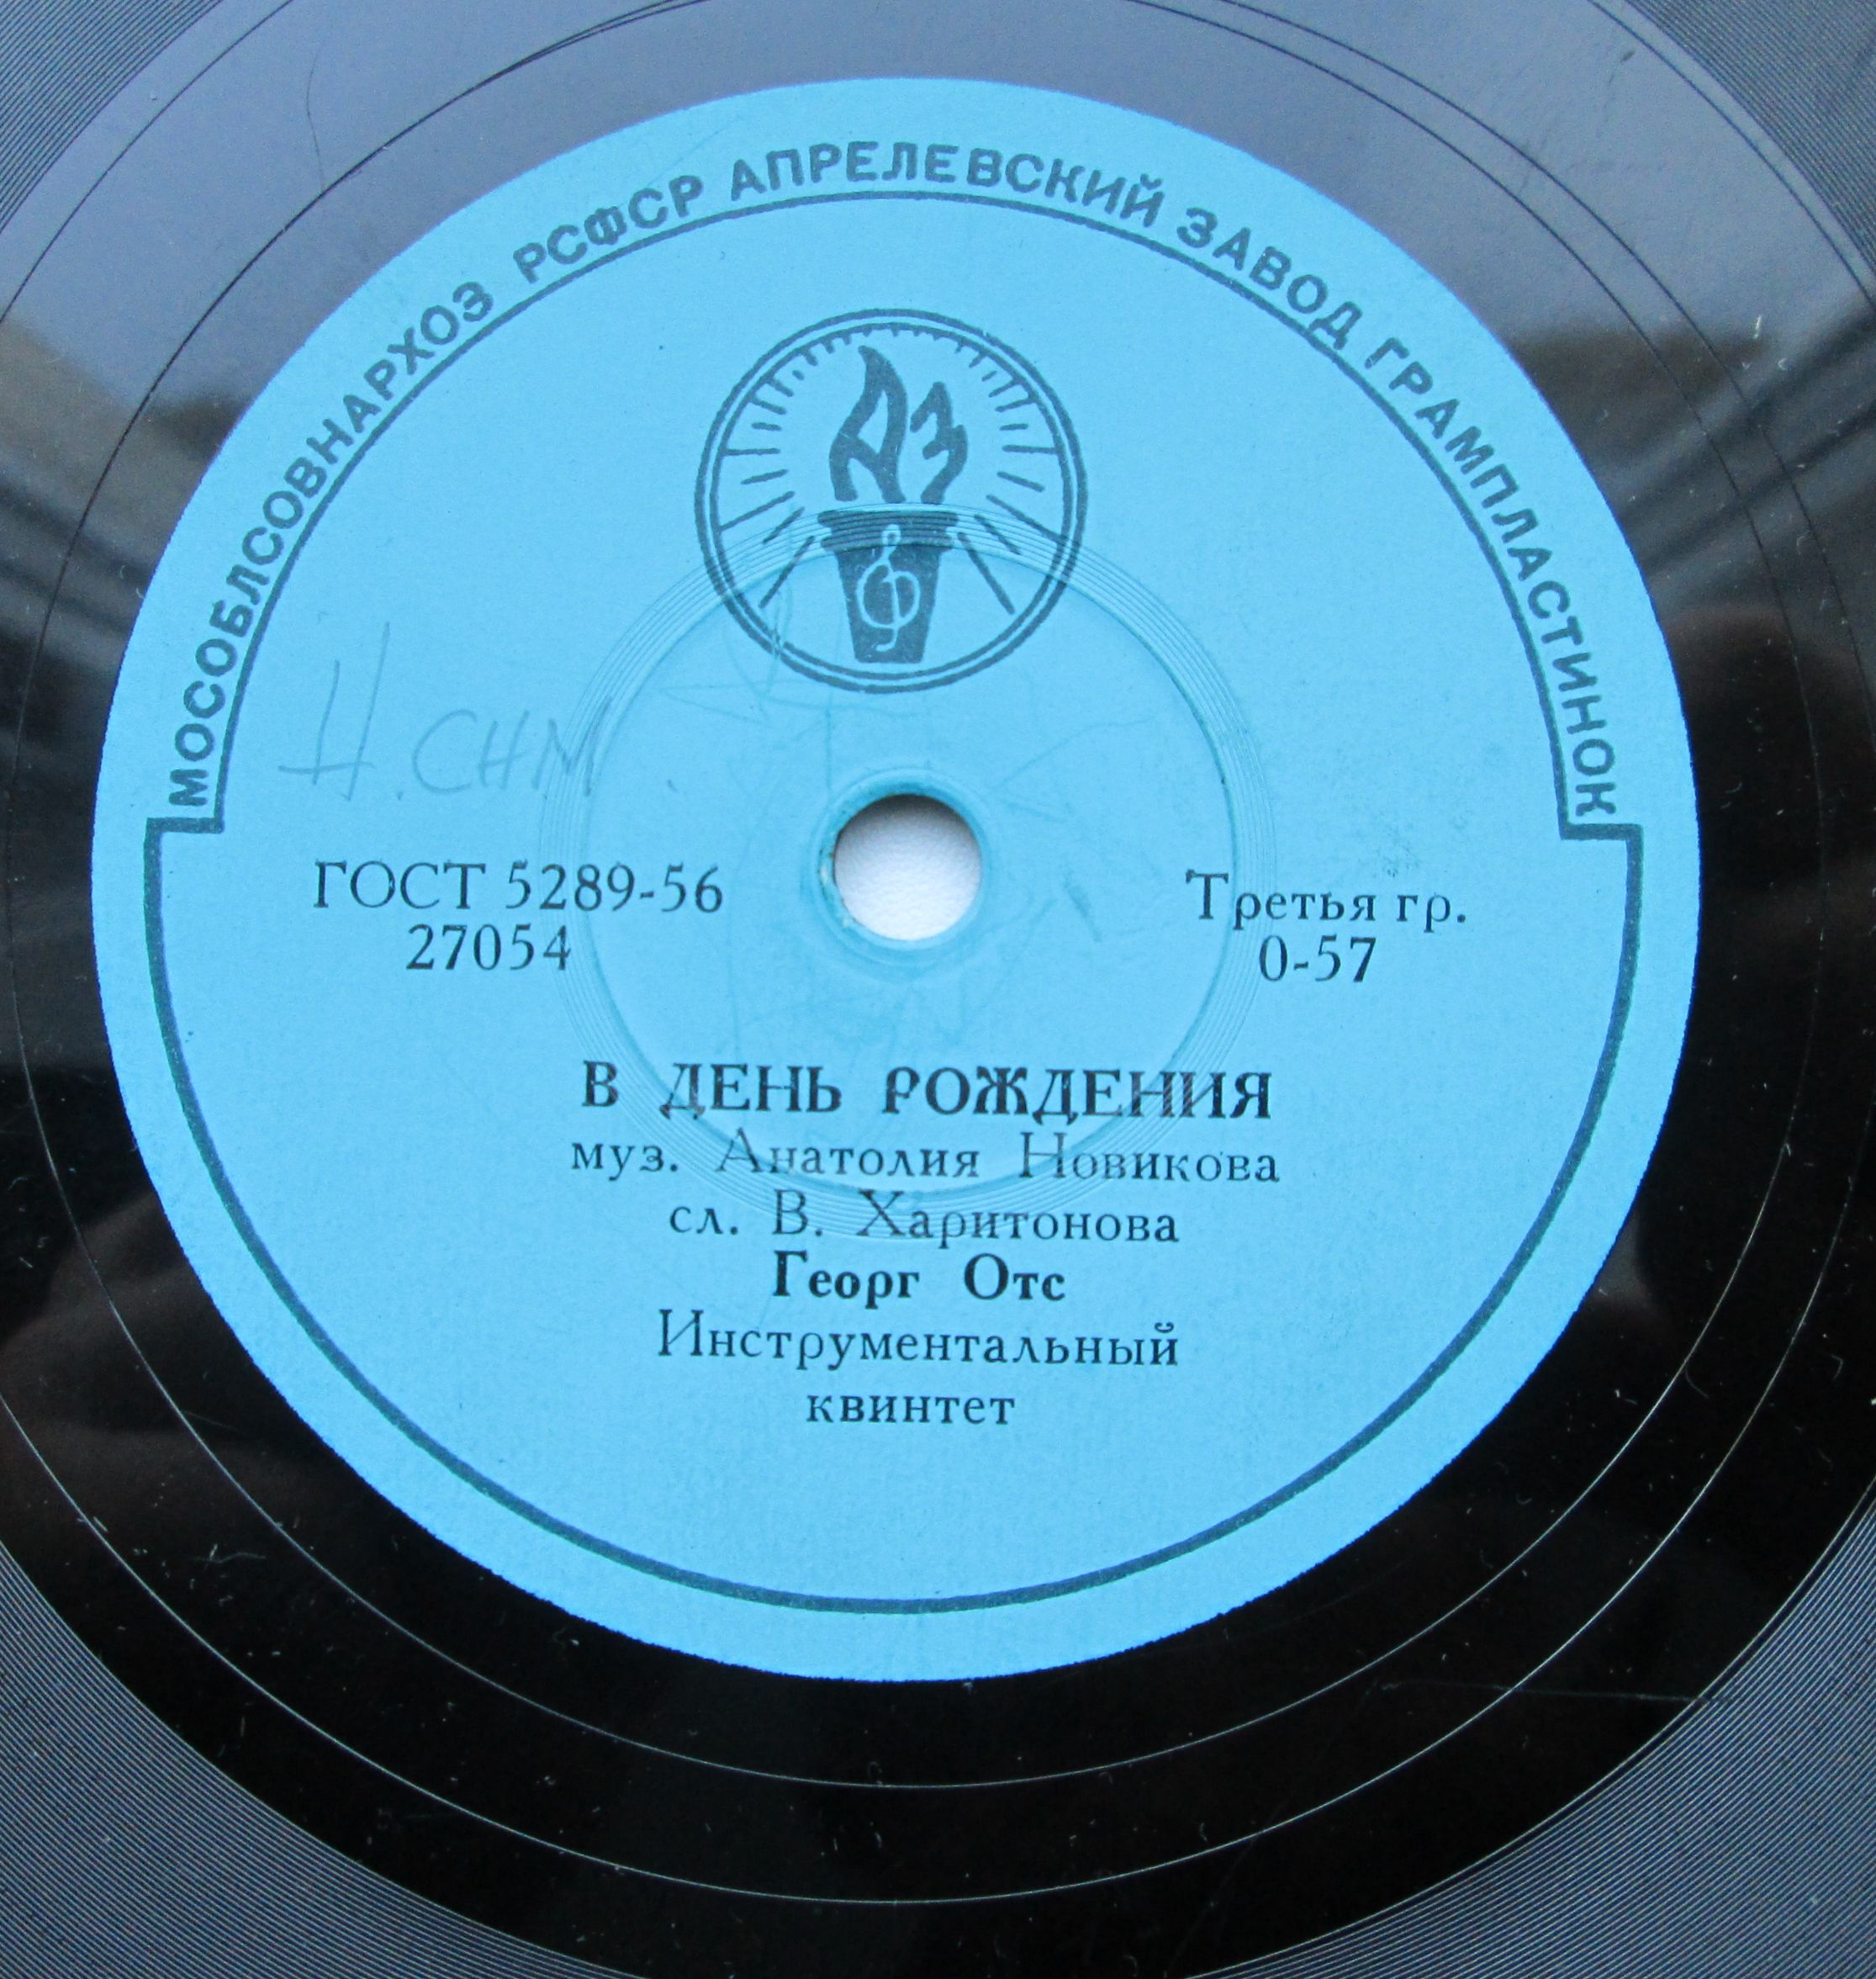 МОСОБЛСОВНАРХОЗ РСФСР АПРЕЛЕВСКИЙ ЗАВОД ГРАМПЛАСТИНОК
АЗ
Н. СНМ.
ГОСТ 5289-56
27054
Третья гр.
0-57
В ДЕНЬ РОЖДЕНИЯ
муз. Анатолия Новикова
сл. В. Харитонова
Георг Отс
Инструментальный
квинтет